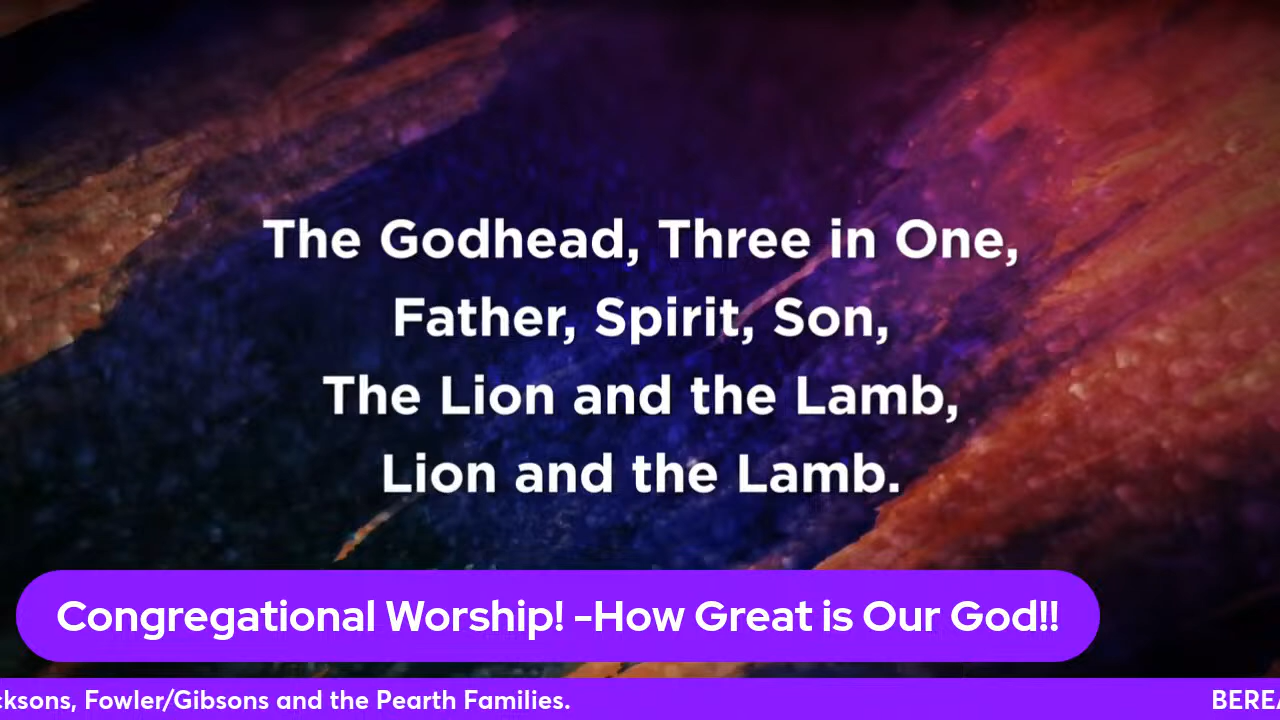 The Godhead, Three in One,
Father, Spirit, Son,
The Lion and the Lamb,
Lion and the Lamb.
Congregational Worship! -How Great is Our God!!
Fowler/Gibsons and the Pearth Families.